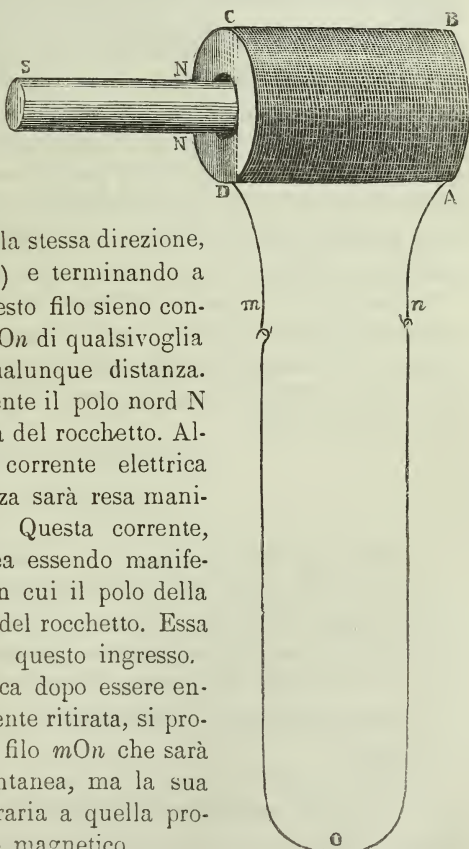 C B
S N
N
D A
la stessa direzione,
) e terminando a
esto filo sieno con-
On di qualsivoglia
ualunque distanza.
ente il polo nord N
a del rocchetto. Al-
corrente elettrica
za sarà resa mani-
Questa corrente,
ea essendo manife-
n cui il polo della
del rocchetto. Essa
questo ingresso.
ca dopo essere en-
ente ritirata, si pro-
filo mOn che sarà
ntanea, ma la sua
raria a quella pro-
magnetico
m n
O